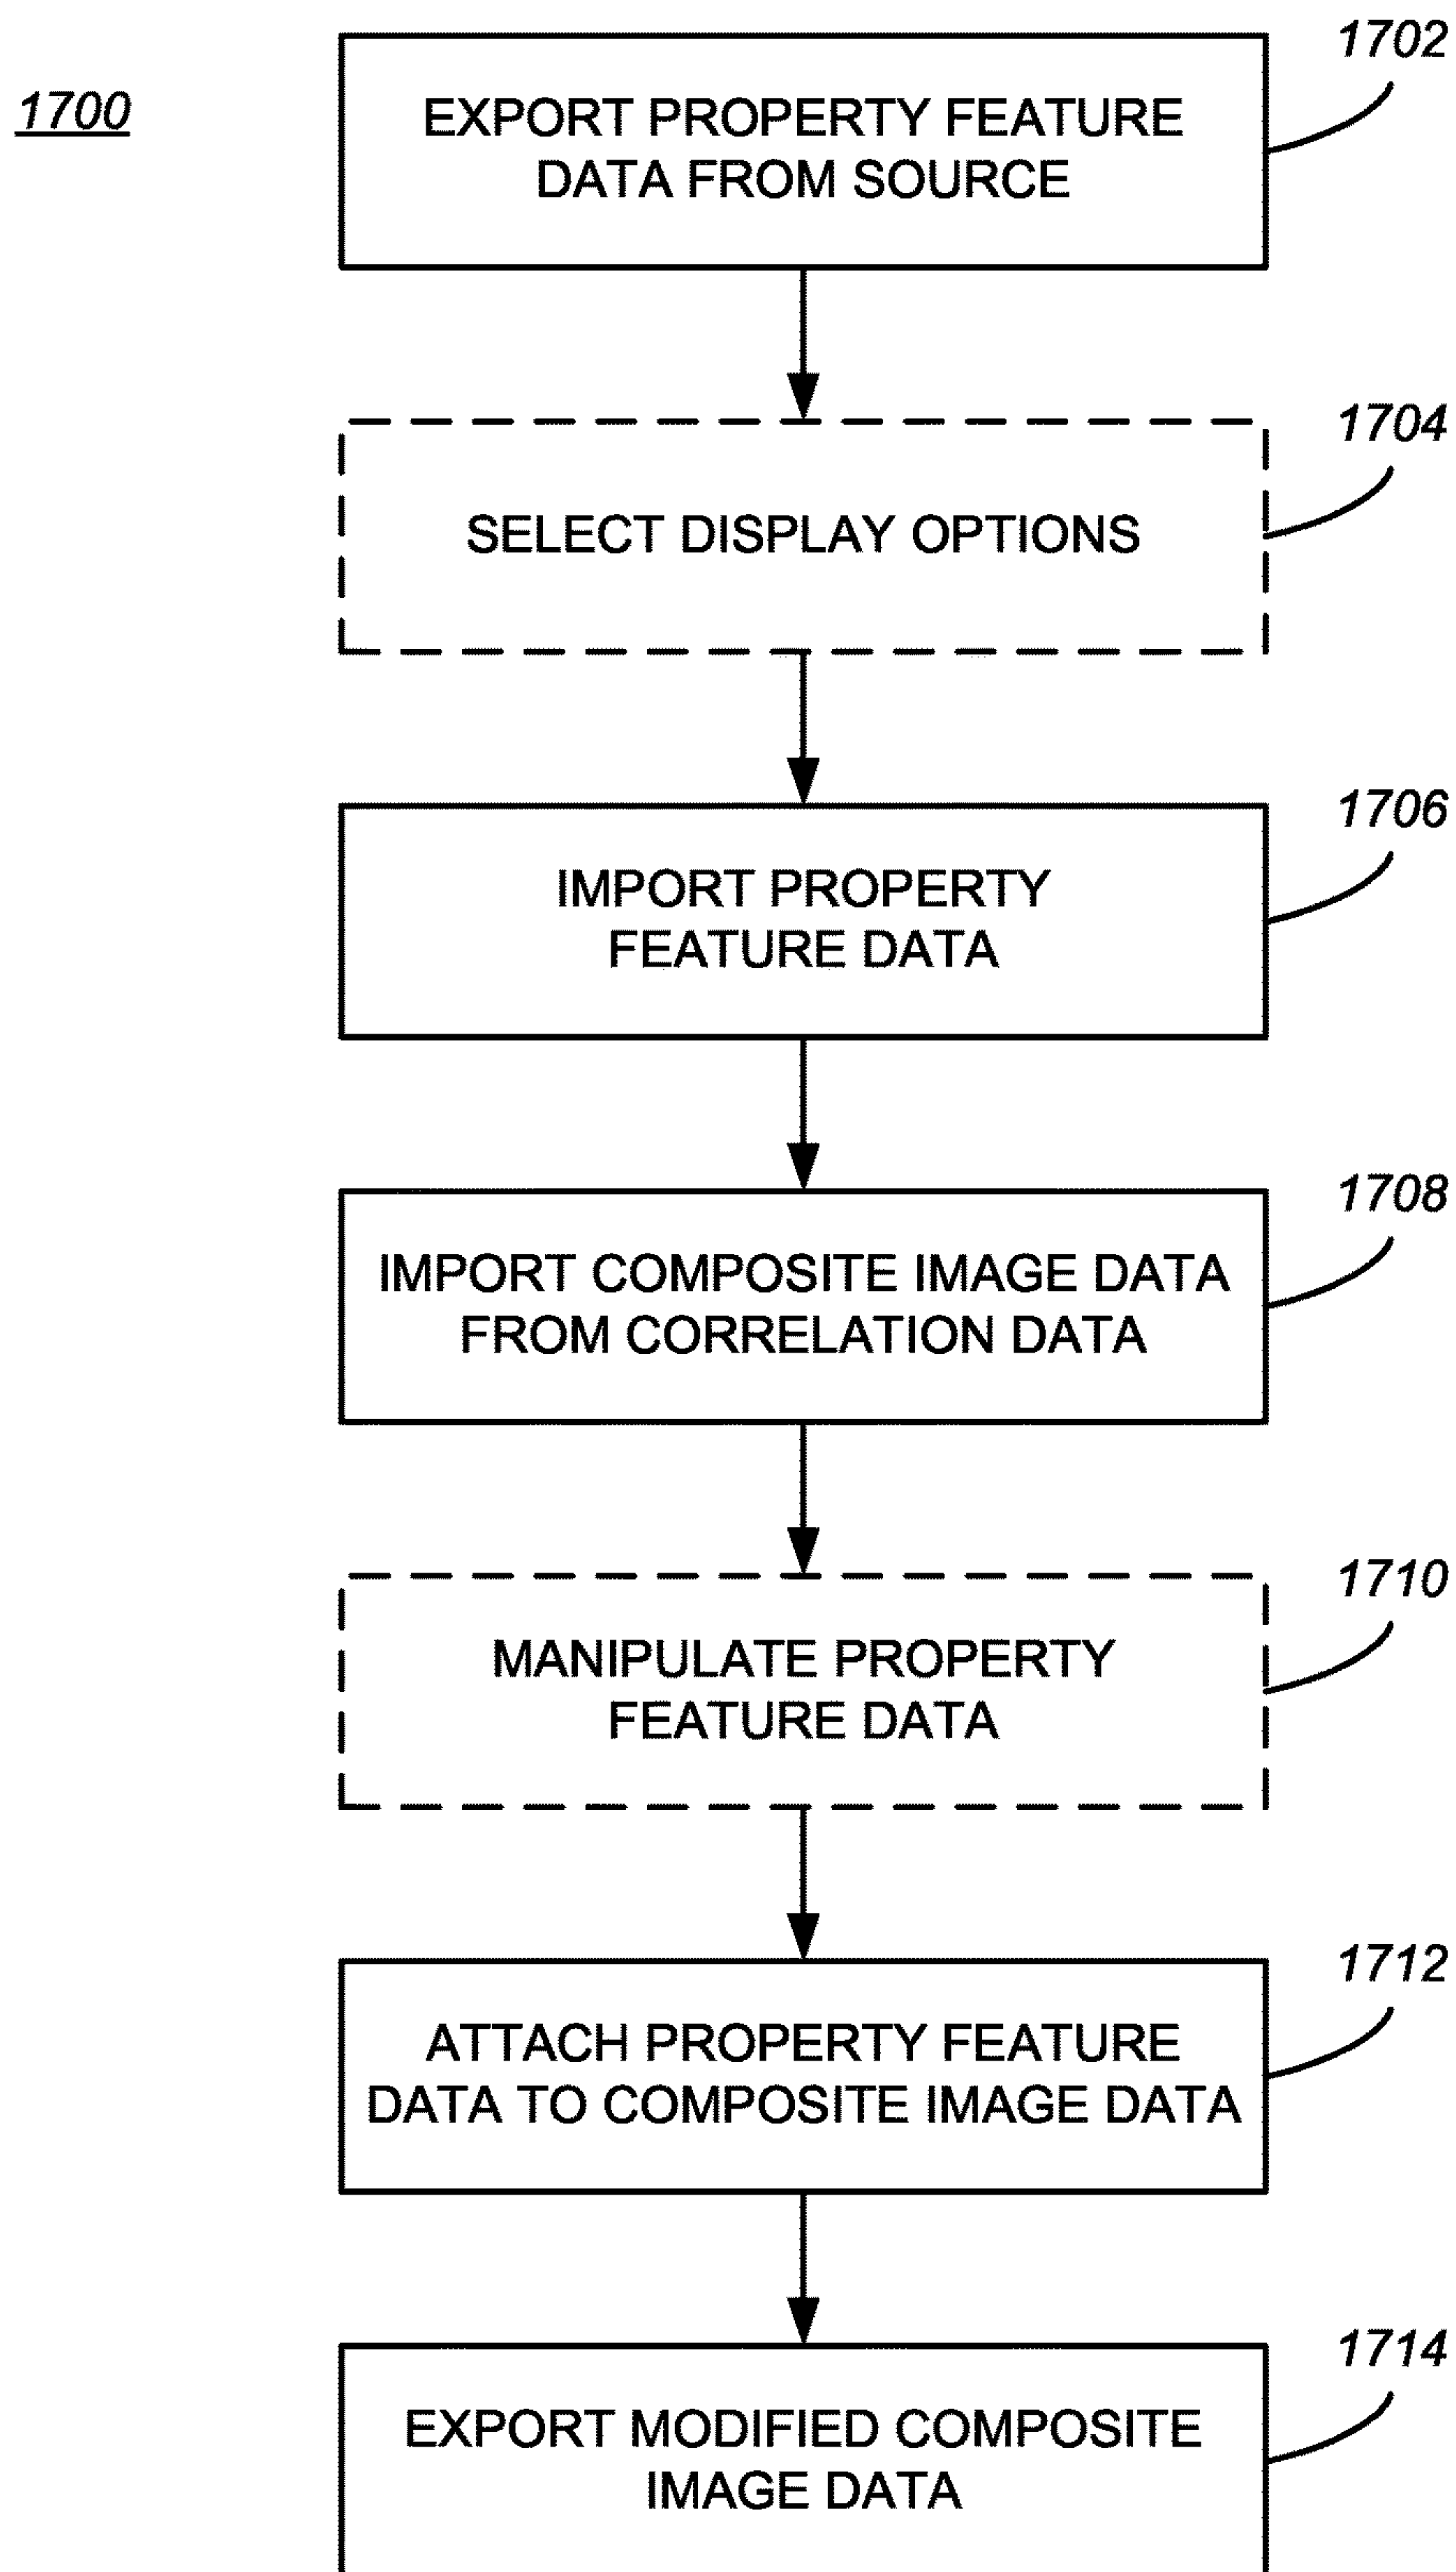 1700
1702
EXPORT PROPERTY FEATURE
DATA FROM SOURCE
1704
SELECT DISPLAY OPTIONS
1706
IMPORT PROPERTY
FEATURE DATA
1708
IMPORT COMPOSITE IMAGE DATA
FROM CORRELATION DATA
1710
MANIPULATE PROPERTY
FEATURE DATA
1712
ATTACH PROPERTY FEATURE
DATA TO COMPOSITE IMAGE DATA
1714
EXPORT MODIFIED COMPOSITE
IMAGE DATA